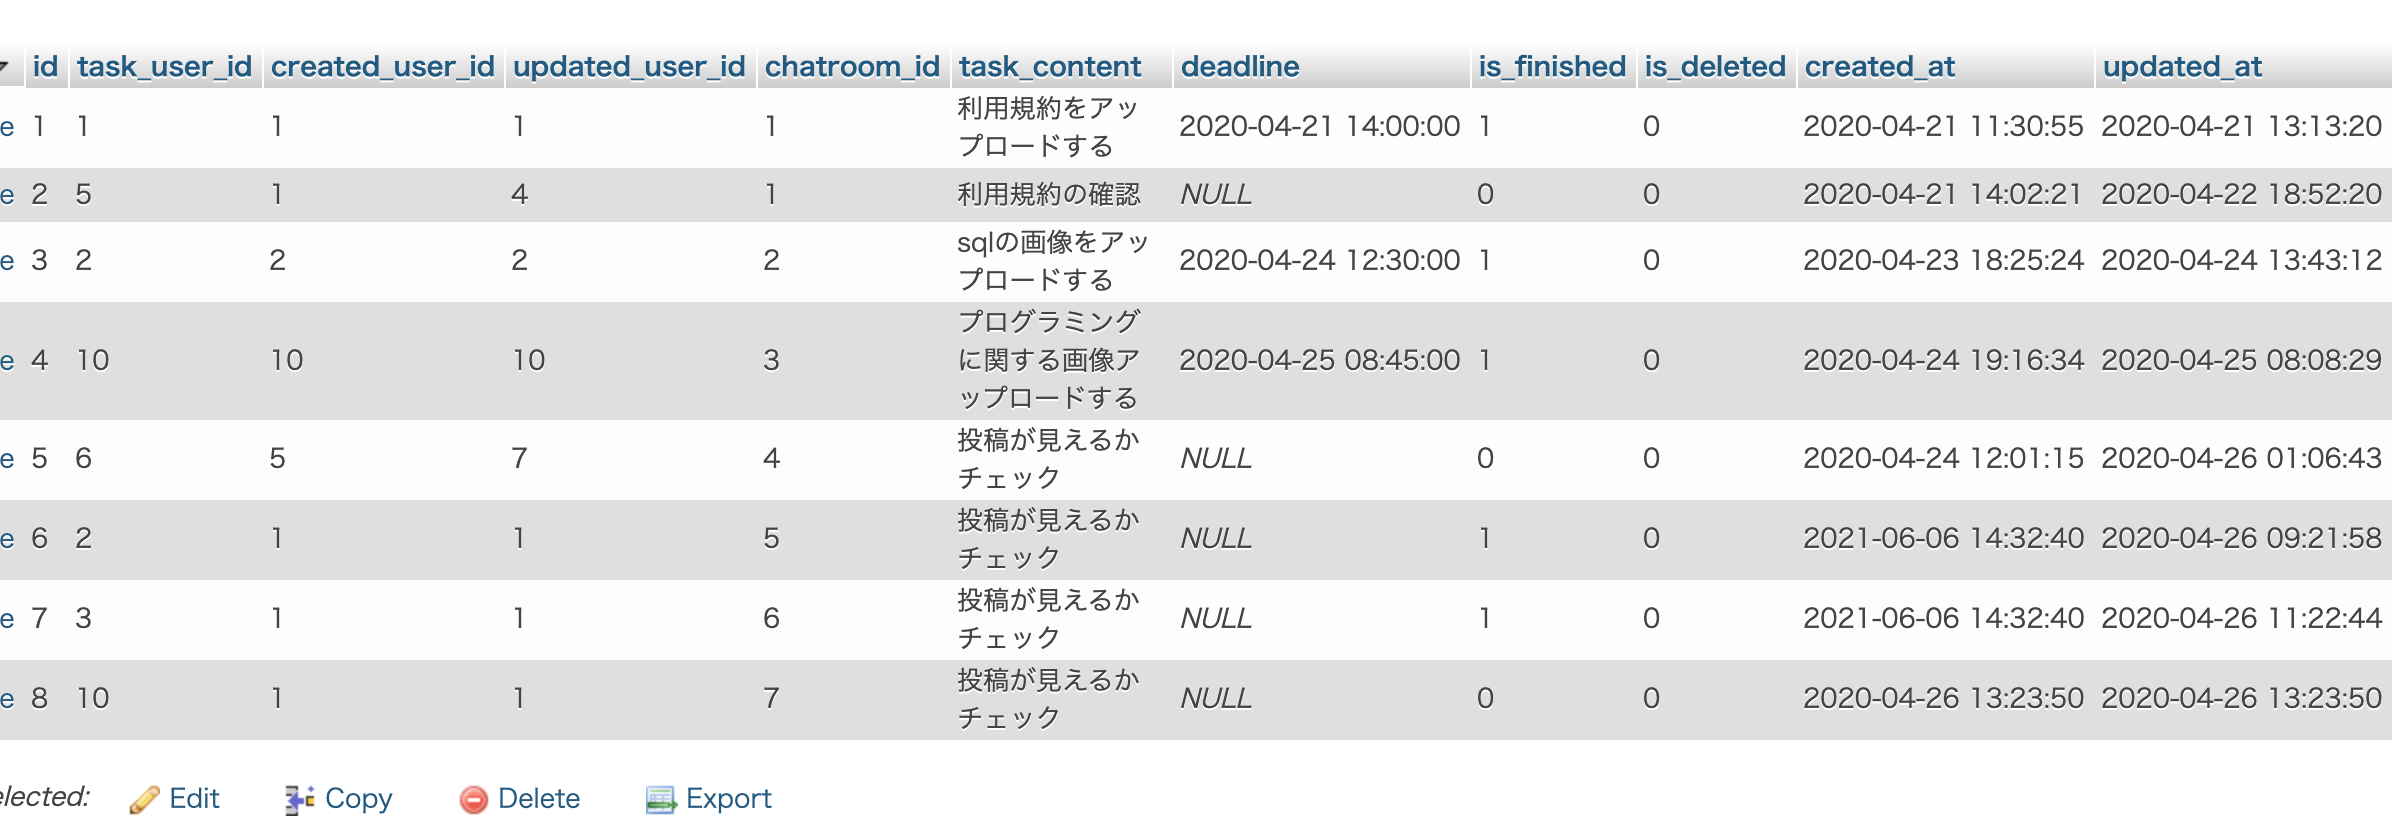 id task_user_id created_user_id updated_user_id chatroom_id task_content deadline is_finished is_deleted created_at updated_at
e 1 1 1 1 1 利用規約をアッ 2020-04-21 14:00:00 1 0 2020-04-21 11:30:55 2020-04-21 13:13:20
プロードする
e 2 5 1 4 1 利用規約の確認 NULL 0 0 2020-04-21 14:02:21 2020-04-22 18:52:20
e 3 2 2 2 2 sqlの画像をアッ 2020-04-24 12:30:00 1 0 2020-04-23 18:25:24 2020-04-24 13:43:12
プロードする
プログラミング
e 4 10 10 10 3 に関する画像ア 2020-04-25 08:45:00 1 0 2020-04-24 19:16:34 2020-04-25 08:08:29
ップロードする
e 5 6 5 7 4 投稿が見えるか NULL 0 0 2020-04-24 12:01:15 2020-04-26 01:06:43
チェック
e 6 2 1 1 5 投稿が見えるか NULL 1 0 2021-06-06 14:32:40 2020-04-26 09:21:58
チェック
e 7 3 1 1 6 投稿が見えるか NULL 1 0 2021-06-06 14:32:40 2020-04-26 11:22:44
チェック
e 8 10 1 1 7 投稿が見えるか NULL 0 0 2020-04-26 13:23:50 2020-04-26 13:23:50
チェック
elected: Edit Copy Delete Export